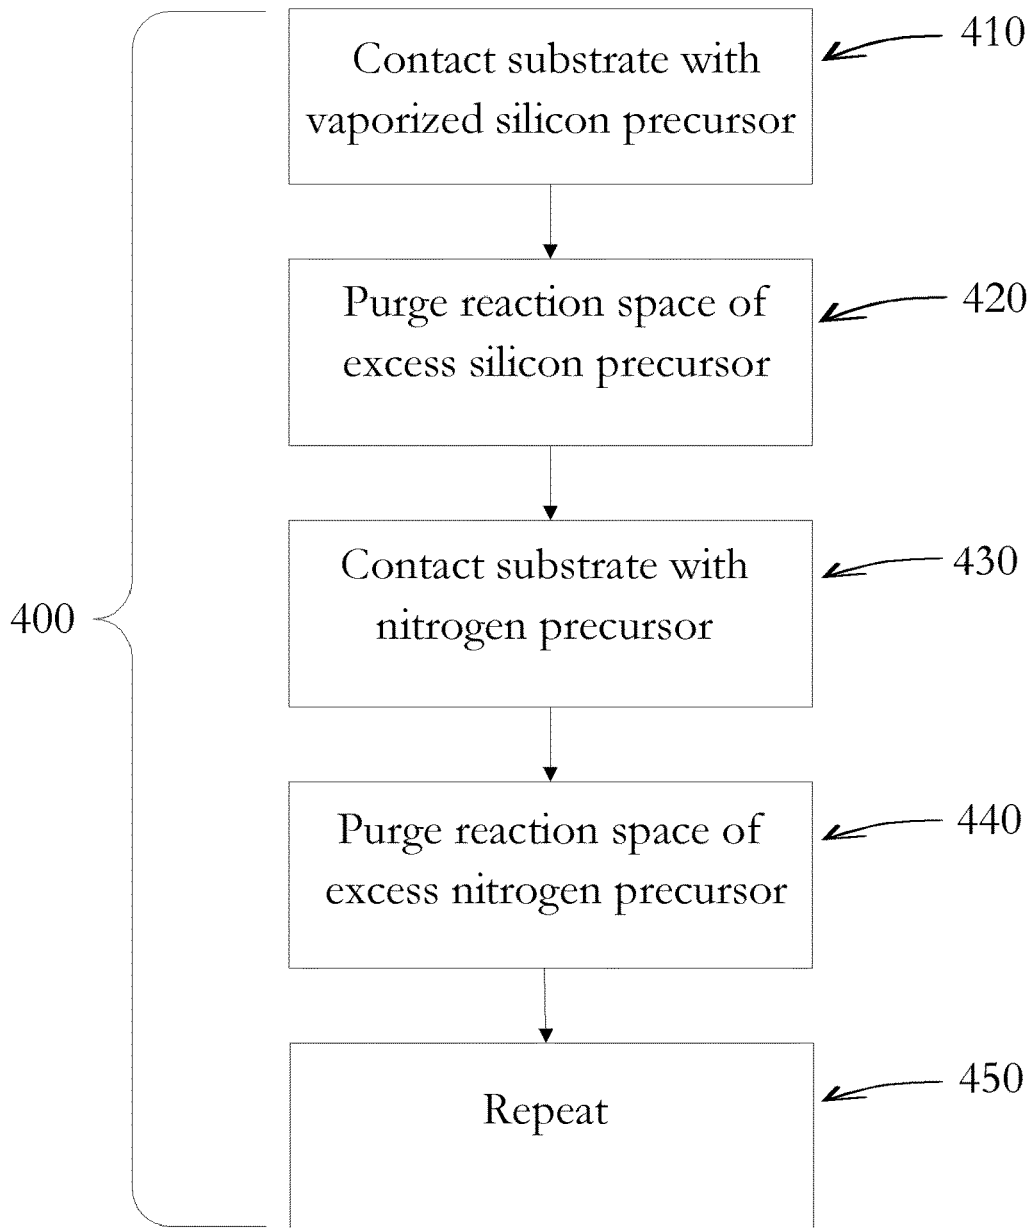 Contact substrate with
vaporized silicon precursor
410
Purge reaction space of
excess silicon precursor
420
Contact substrate with
nitrogen precursor
430
400
Purge reaction space of
excess nitrogen precursor
440
Repeat
450